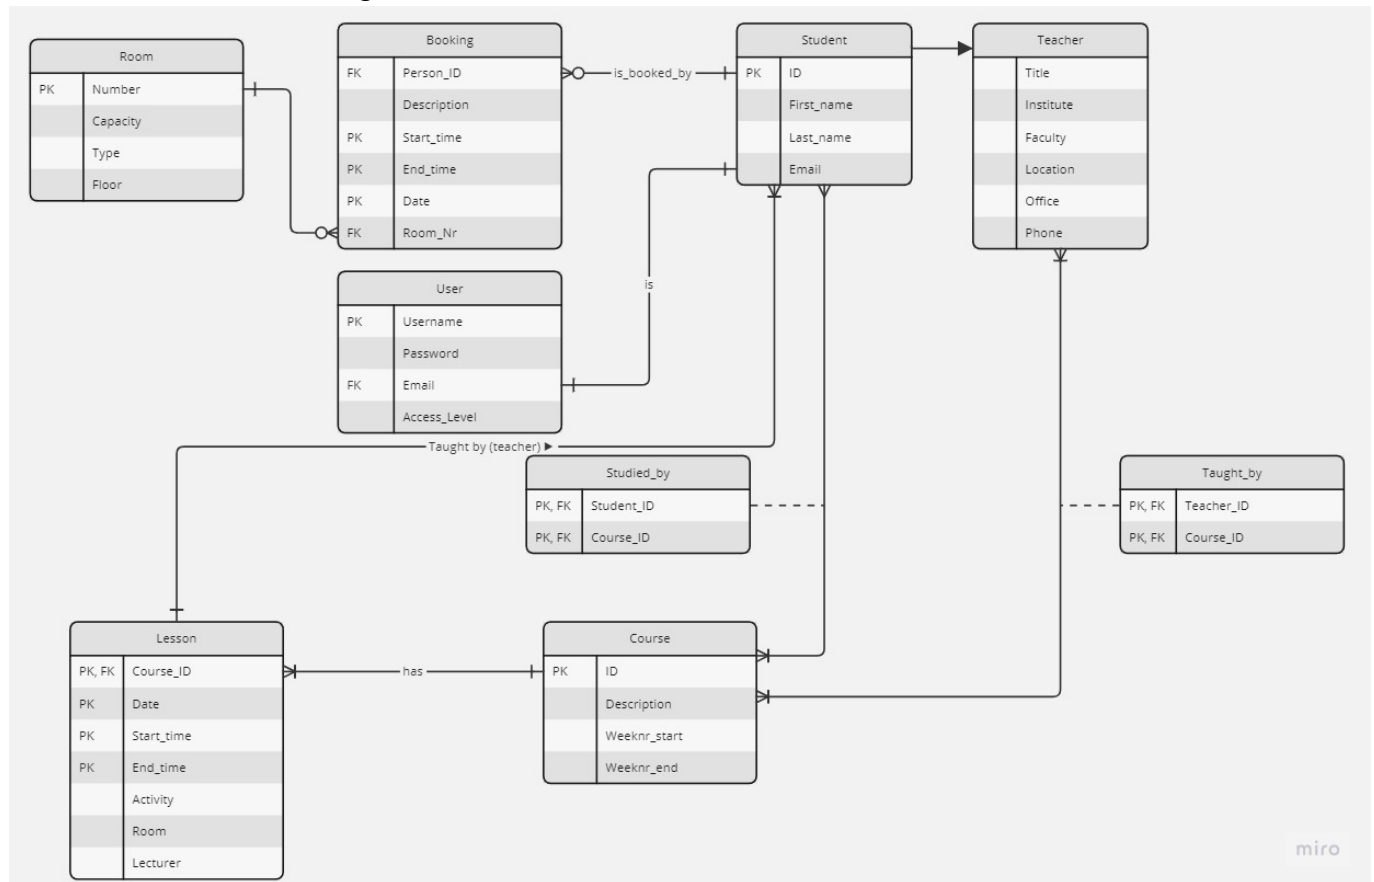 Room
PK Number
Capacity
Type
Floor
Booking
FK Person_ID
Description
PK Start_time
PK End_time
PK Date
FK Room_Nr
is_booked_by
Student
PK ID
First_name
Last_name
Email
Teacher
Title
Institute
Faculty
Location
Office
Phone
User
PK Username
Password
FK Email
Access_Level
is
Taught by (teacher) ►
Studied_by
PK, FK Student_ID
PK, FK Course_ID
Taught_by
PK, FK Teacher_ID
PK, FK Course_ID
Lesson
PK, FK Course_ID
PK Date
PK Start_time
PK End_time
Activity
Room
Lecturer
has
Course
PK ID
Description
Weeknr_start
Weeknr_end
miro